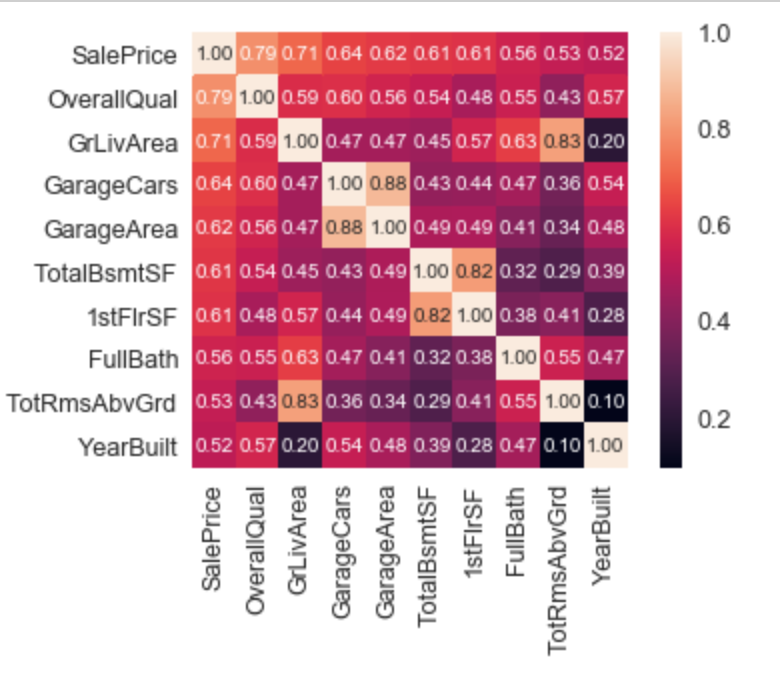 SalePrice 1.00 0.79 0.71 0.64 0.62 0.61 0.61 0.56 0.53 0.52
OverallQual 0.79 1.00 0.59 0.60 0.56 0.54 0.48 0.55 0.43 0.57
GrLivArea 0.71 0.59 1.00 0.47 0.47 0.45 0.57 0.63 0.83 0.20
GarageCars 0.64 0.60 0.47 1.00 0.88 0.43 0.44 0.47 0.36 0.54
GarageArea 0.62 0.56 0.47 0.88 1.00 0.49 0.49 0.41 0.34 0.48
TotalBsmtSF 0.61 0.54 0.45 0.43 0.49 1.00 0.82 0.32 0.29 0.39
1stFlrSF 0.61 0.48 0.57 0.44 0.49 0.82 1.00 0.38 0.41 0.28
FullBath 0.56 0.55 0.63 0.47 0.41 0.32 0.38 1.00 0.55 0.47
TotRmsAbvGrd 0.53 0.43 0.83 0.36 0.34 0.29 0.41 0.55 1.00 0.10
YearBuilt 0.52 0.57 0.20 0.54 0.48 0.39 0.28 0.47 0.10 1.00
SalePrice
OverallQual
GrLivArea
GarageCars
GarageArea
TotalBsmtSF
1stFlrSF
FullBath
TotRmsAbvGrd
YearBuilt
1.0
0.8
0.6
0.4
0.2